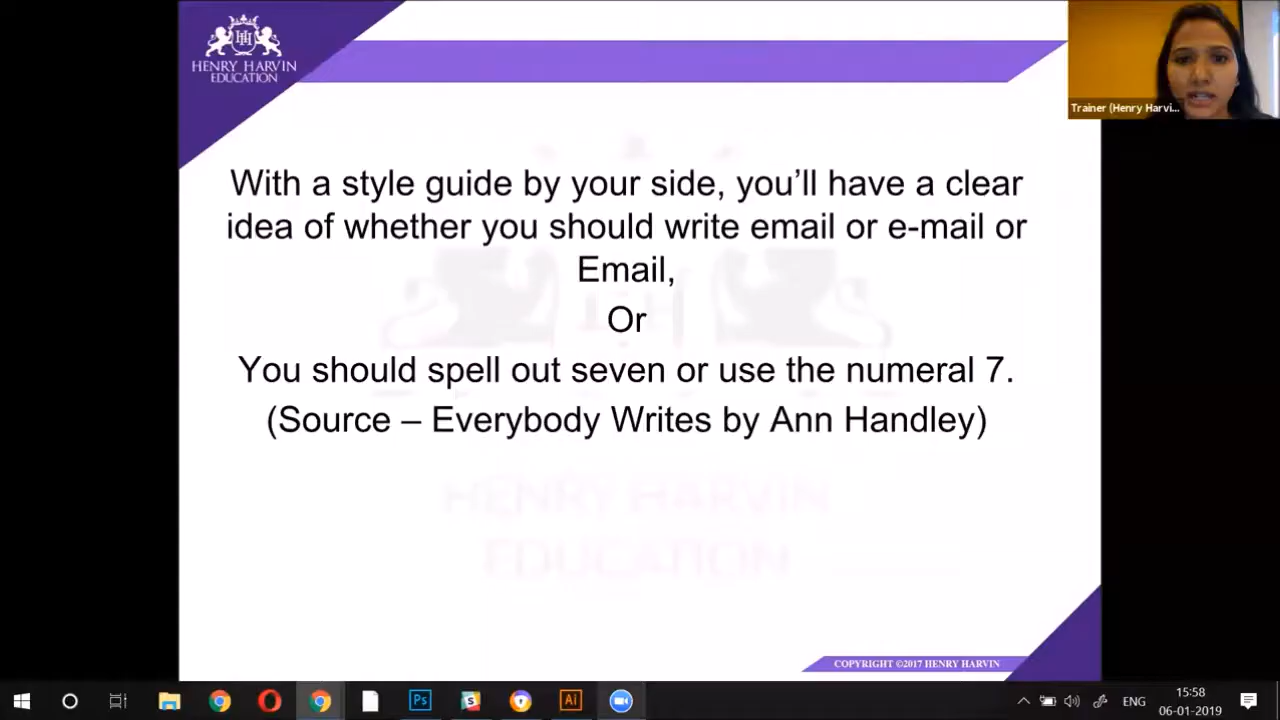 HENRY HARVIN
EDUCATION
Trainer (Henry Harvi...
With a style guide by your side, you’ll have a clear
idea of whether you should write email or e-mail or
Email,
Or
You should spell out seven or use the numeral 7.
(Source – Everybody Writes by Ann Handley)
HENRY HARVIN
EDUCATION
COPYRIGHT ©2017 HENRY HARVIN
Ps
S
Ai
ENG
15:58
06-01-2019